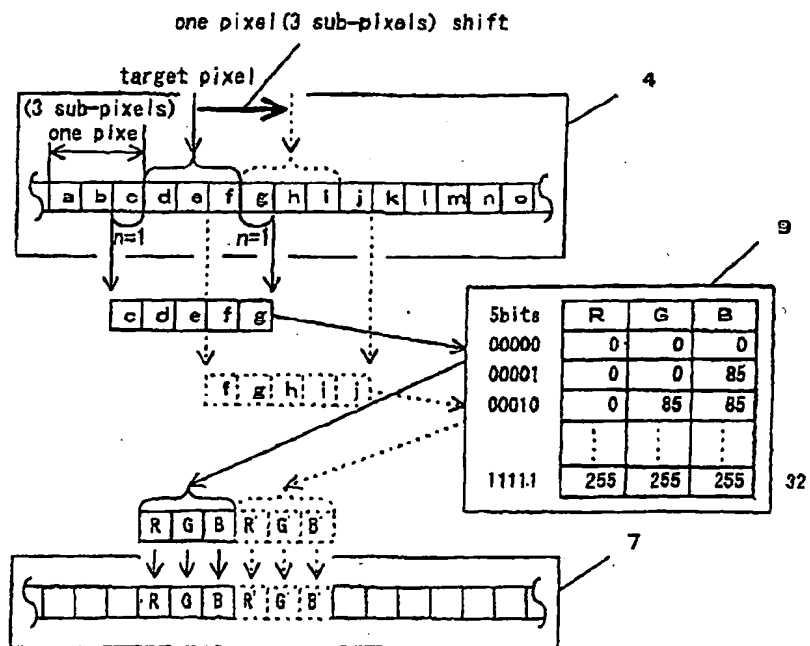 one pixel(3 sub-pixels) shift
target pixel
4
(3 sub-pixels)
one pixel
a b c d e f g h i j k l m n o
n=1 n=1
9
c d e f g
5bits R G B
00000 0 0 0
00001 0 0 85
00010 0 85 85
11111 255 255 255
32
f g h i j
R G B R' G' B'
7
R G B R' G' B'